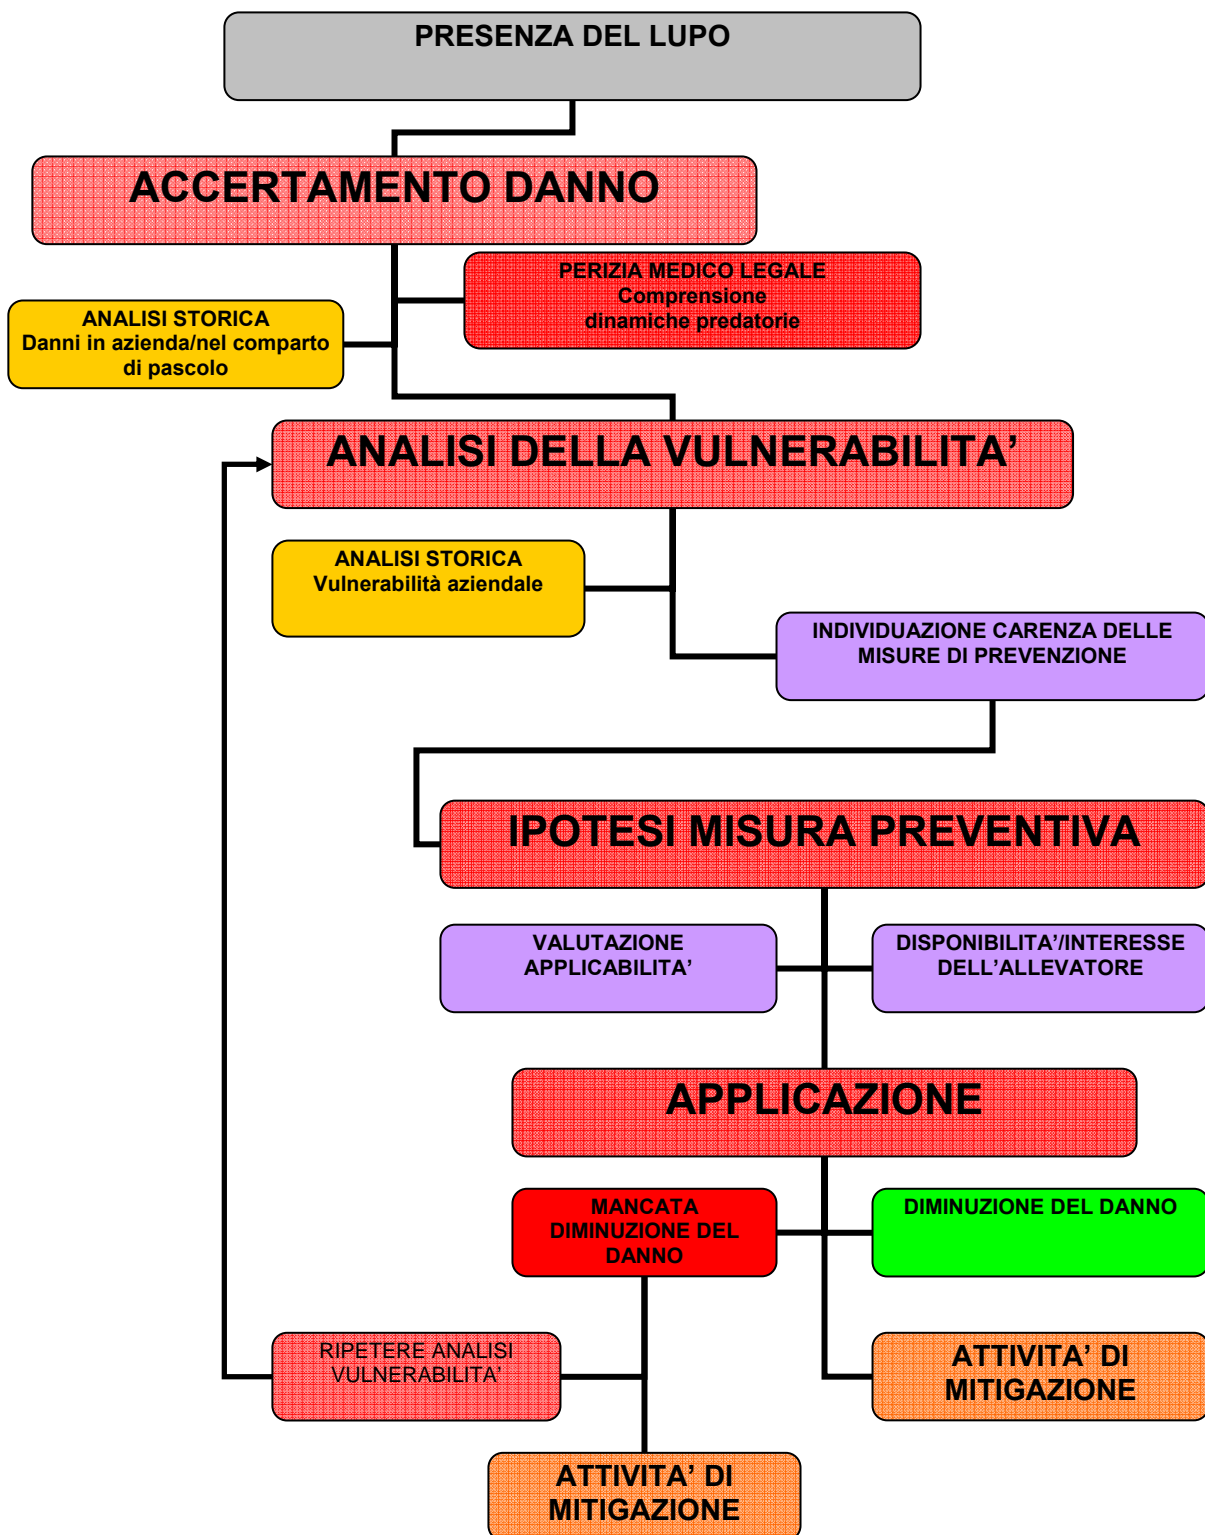 PRESENZA DEL LUPO
ACCERTAMENTO DANNO
PERIZIA MEDICO LEGALE
Comprensione
dinamiche predatorie
ANALISI STORICA
Danni in azienda/nel comparto
di pascolo
ANALISI DELLA VULNERABILITA’
ANALISI STORICA
Vulnerabilità aziendale
INDIVIDUAZIONE CARENZA DELLE
MISURE DI PREVENZIONE
IPOTESI MISURA PREVENTIVA
VALUTAZIONE
APPLICABILITA’
DISPONIBILITA’/INTERESSE
DELL’ALLEVATORE
APPLICAZIONE
MANCATA
DIMINUZIONE DEL
DANNO
DIMINUZIONE DEL DANNO
RIPETERE ANALISI
VULNERABILITA’
ATTIVITA’ DI
MITIGAZIONE
ATTIVITA’ DI
MITIGAZIONE